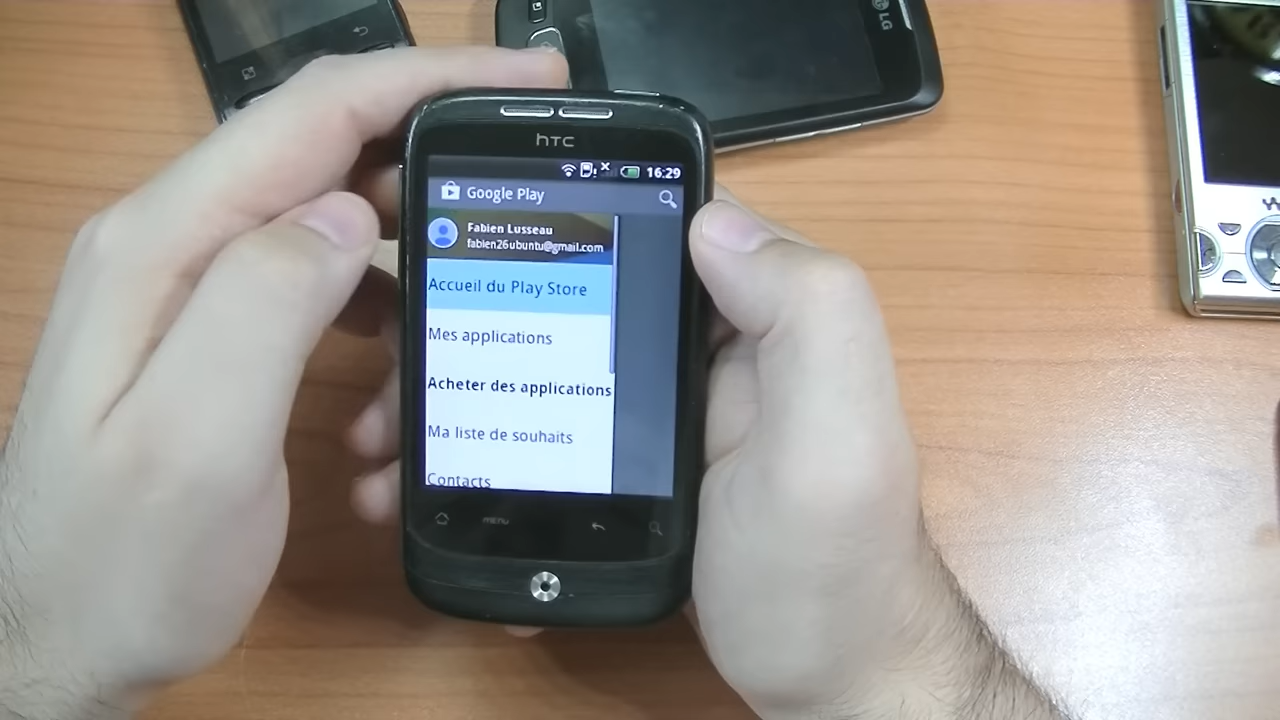 LG
hTC
16:29
Google Play
Fabien Lusseau
fabien26ubuntu@gmail.com
Accueil du Play Store
Mes applications
Acheter des applications
Ma liste de souhaits
Contacts
menu